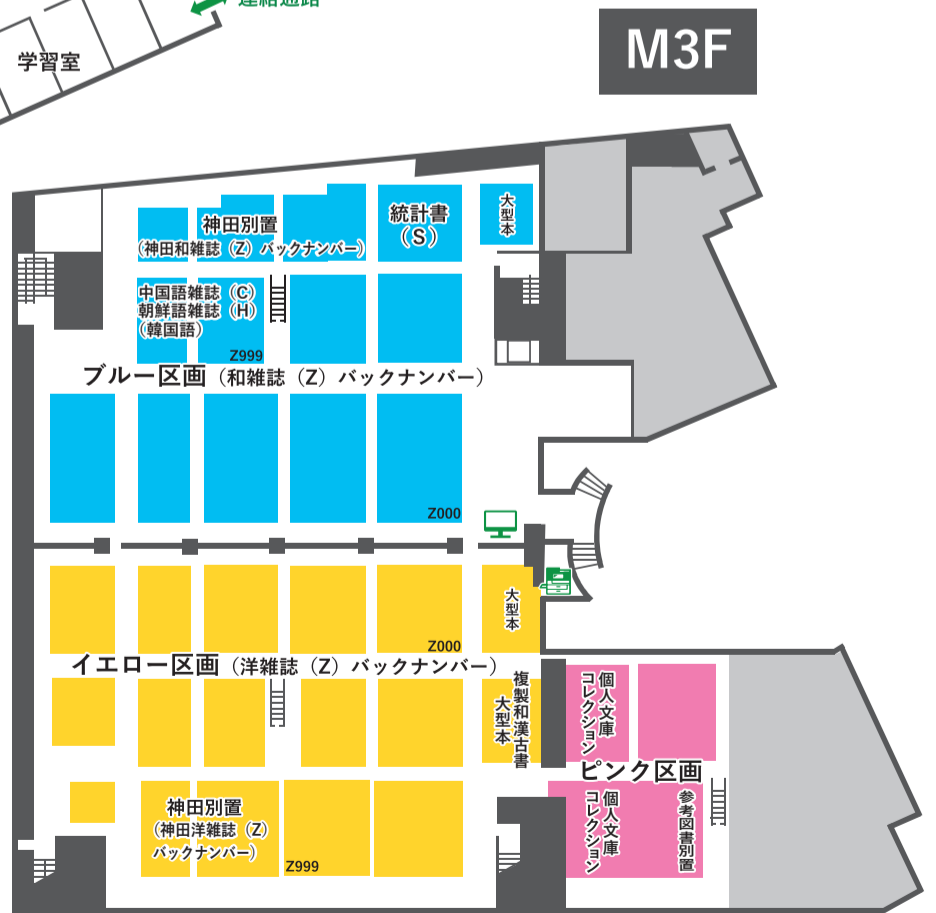 連絡通路
学習室
M3F
神田別置
（神田和雑誌（Z）バックナンバー）
統計書
（S）
大型本
中国語雑誌（C）
朝鮮語雑誌（H）
（韓国語）
Z999
ブルー区画（和雑誌（Z）バックナンバー）
Z000
大型本
Z000
イエロー区画（洋雑誌（Z）バックナンバー）
複製和漢古書
大型本
個人文庫
コレクション
ピンク区画
神田別置
（神田洋雑誌（Z）
バックナンバー）
Z999
個人文庫
コレクション
参考図書別置